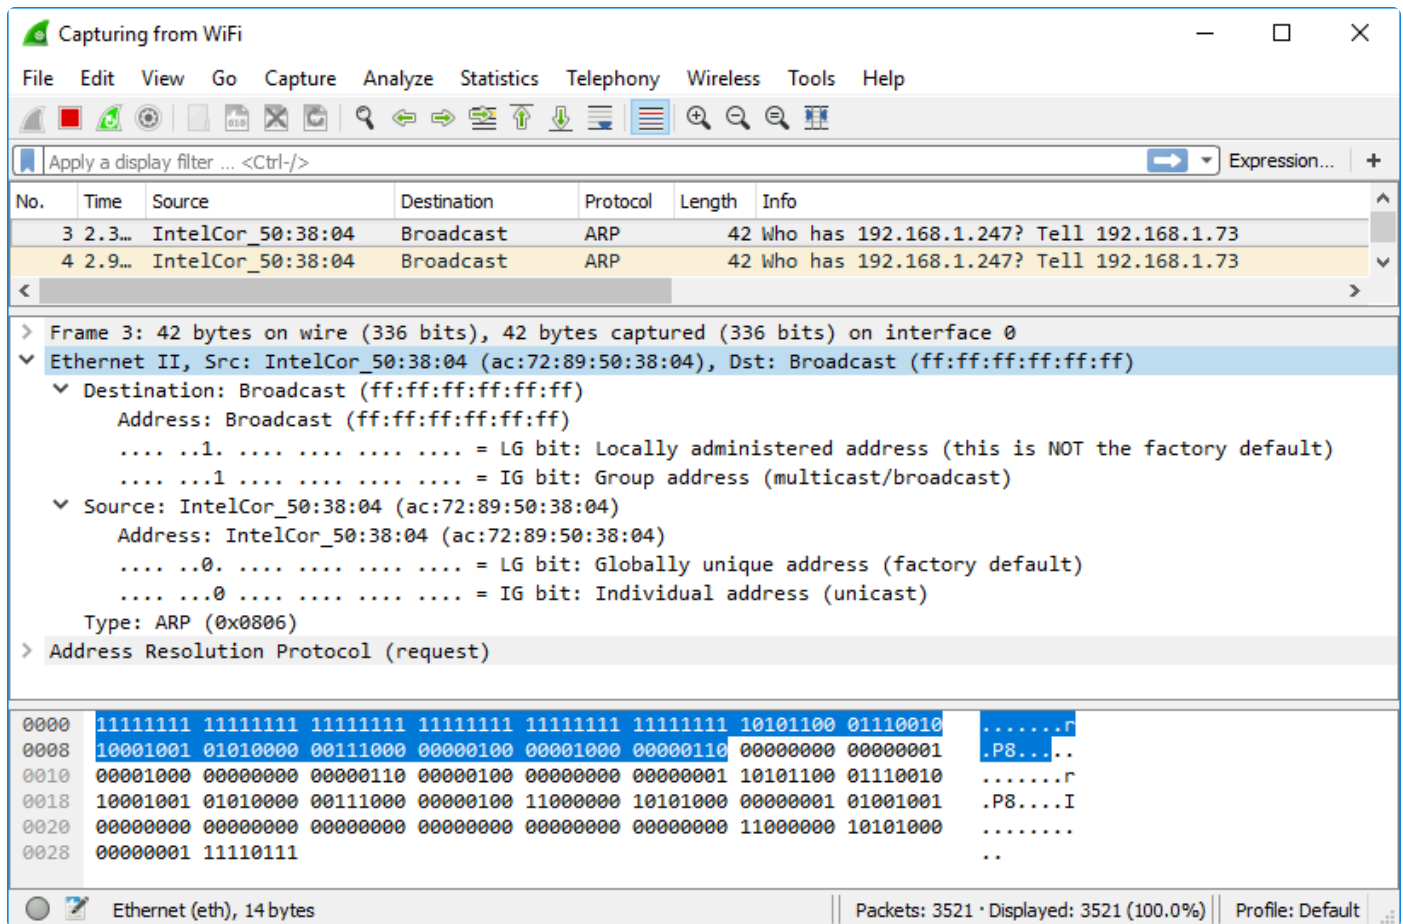 Capturing from WiFi
File Edit View Go Capture Analyze Statistics Telephony Wireless Tools Help
Apply a display filter ... <Ctrl-/> Expression... +
No. Time Source Destination Protocol Length Info
3 2.3… IntelCor_50:38:04 Broadcast ARP 42 Who has 192.168.1.247? Tell 192.168.1.73
4 2.9… IntelCor_50:38:04 Broadcast ARP 42 Who has 192.168.1.247? Tell 192.168.1.73
Frame 3: 42 bytes on wire (336 bits), 42 bytes captured (336 bits) on interface 0
Ethernet II, Src: IntelCor_50:38:04 (ac:72:89:50:38:04), Dst: Broadcast (ff:ff:ff:ff:ff:ff)
Destination: Broadcast (ff:ff:ff:ff:ff:ff)
Address: Broadcast (ff:ff:ff:ff:ff:ff)
.... ..1. .... .... .... .... = LG bit: Locally administered address (this is NOT the factory default)
.... ...1 .... .... .... .... = IG bit: Group address (multicast/broadcast)
Source: IntelCor_50:38:04 (ac:72:89:50:38:04)
Address: IntelCor_50:38:04 (ac:72:89:50:38:04)
.... ..0. .... .... .... .... = LG bit: Globally unique address (factory default)
.... ...0 .... .... .... .... = IG bit: Individual address (unicast)
Type: ARP (0x0806)
Address Resolution Protocol (request)
0000 11111111 11111111 11111111 11111111 11111111 11111111 10101100 01110010 .......r
0008 10001001 01010000 00111000 00000100 00001000 00000110 00000000 00000001 .P8.....
0010 00001000 00000000 00000110 00000100 00000000 00000001 10101100 01110010 .......r
0018 10001001 01010000 00111000 00000100 11000000 10101000 00000001 01001001 .P8....I
0020 00000000 00000000 00000000 00000000 00000000 00000000 11000000 10101000 ........
0028 00000001 11110111 ..
Ethernet (eth), 14 bytes Packets: 3521 · Displayed: 3521 (100.0%) Profile: Default